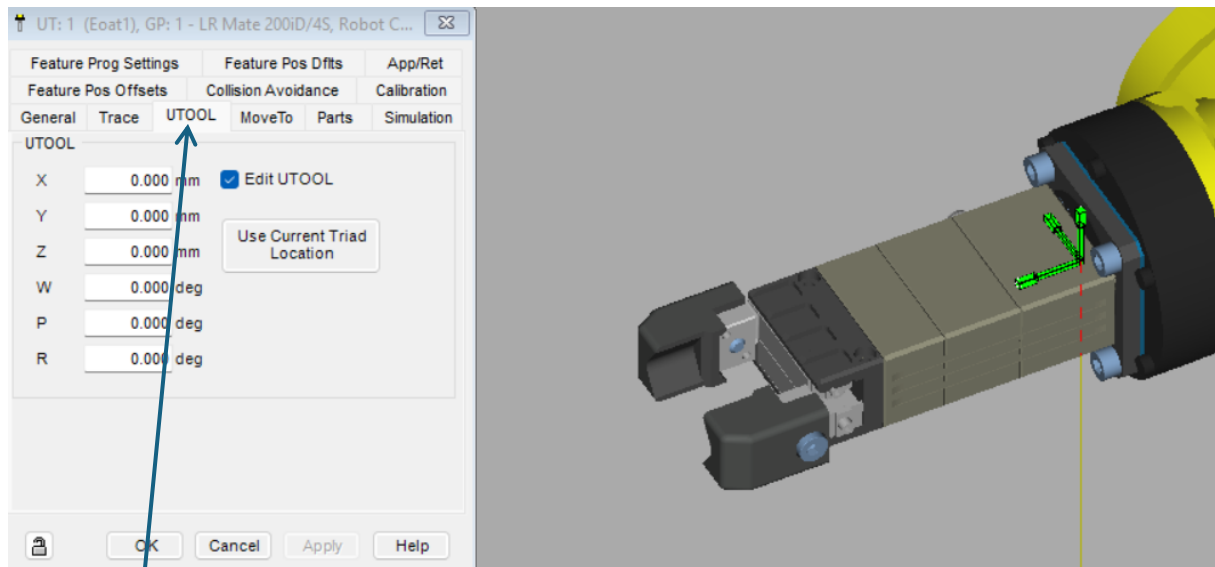 UT: 1 (Eoat1), GP: 1 - LR Mate 200iD/4S, Robot C...
Feature Prog Settings Feature Pos Dflts App/Ret
Feature Pos Offsets Collision Avoidance Calibration
General Trace UTOOL MoveTo Parts Simulation
UTOOL
X 0.000 mm Edit UTOOL
Y 0.000 mm
Use Current Triad
Location
Z 0.000 mm
W 0.000 deg
P 0.000 deg
R 0.000 deg
OK Cancel Apply Help